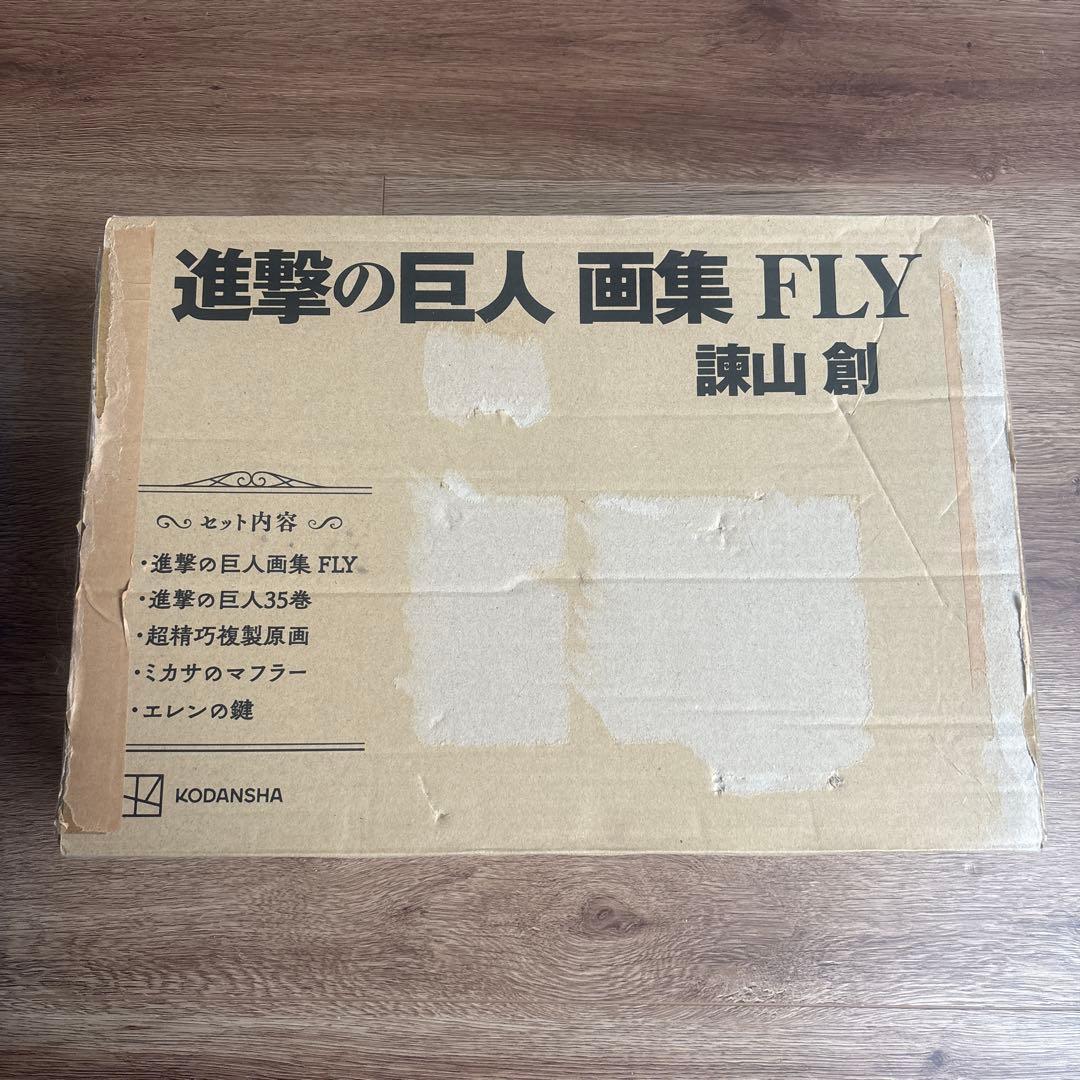 進撃の巨人 画集 FLY
諫山 創
セット内容
・進撃の巨人画集 FLY
・進撃の巨人35巻
・超精巧複製原画
・ミカサのマフラー
・エレンの鍵
KODANSHA